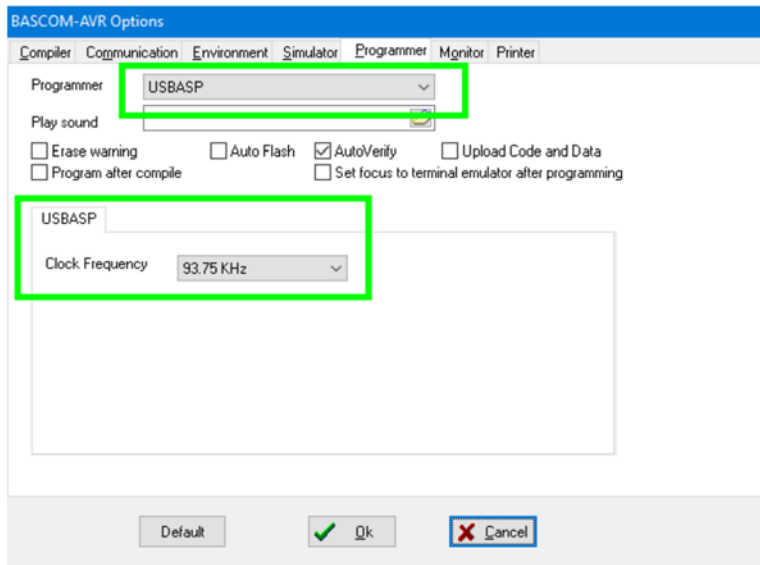 BASCOM-AVR Options
Compiler Communication Environment Simulator Programmer Monitor Printer
Programmer USBASP
Play sound
Erase warning Auto Flash AutoVerify Upload Code and Data
Program after compile Set focus to terminal emulator after programming
USBASP
Clock Frequency 93.75 KHz
Default Ok Cancel